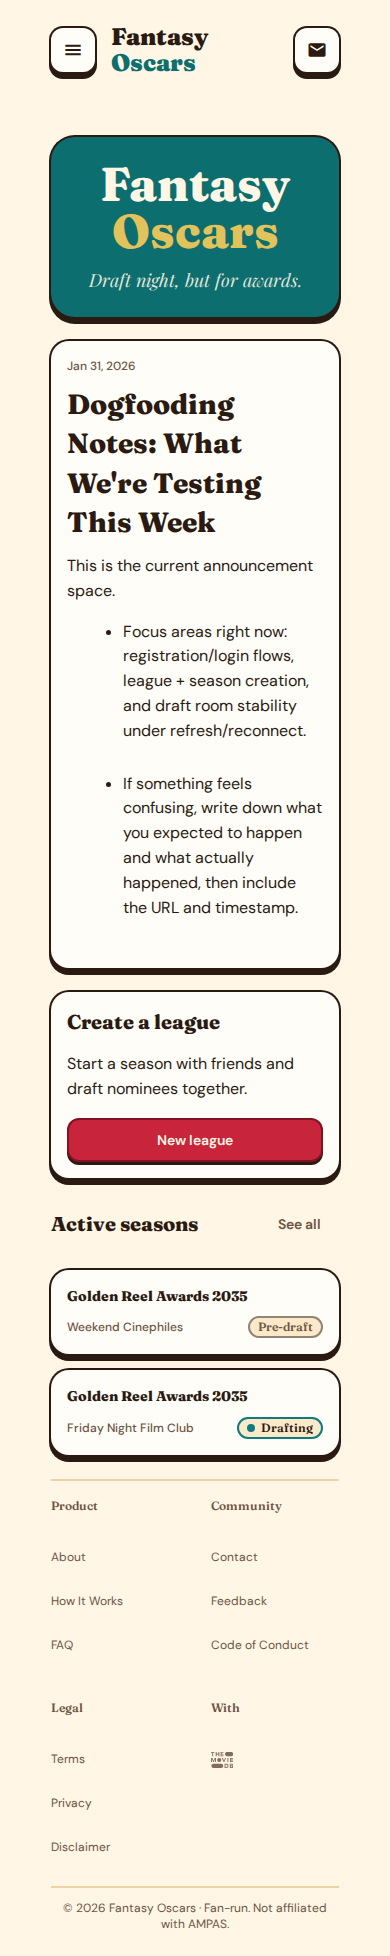 Fantasy
Oscars
Fantasy
Oscars
Draft night, but for awards.
Jan 31, 2026
Dogfooding
Notes: What
We're Testing
This Week
This is the current announcement
space.
• Focus areas right now:
registration/login flows,
league + season creation,
and draft room stability
under refresh/reconnect.
• If something feels
confusing, write down what
you expected to happen
and what actually
happened, then include
the URL and timestamp.
Create a league
Start a season with friends and
draft nominees together.
New league
Active seasons
See all
Golden Reel Awards 2035
Weekend Cinephiles
Pre-draft
Golden Reel Awards 2035
Friday Night Film Club
Drafting
Product
Community
About
Contact
How It Works
Feedback
FAQ
Code of Conduct
Legal
With
Terms
THE
MOVIE
DB
Privacy
Disclaimer
© 2026 Fantasy Oscars · Fan-run. Not affiliated
with AMPAS.